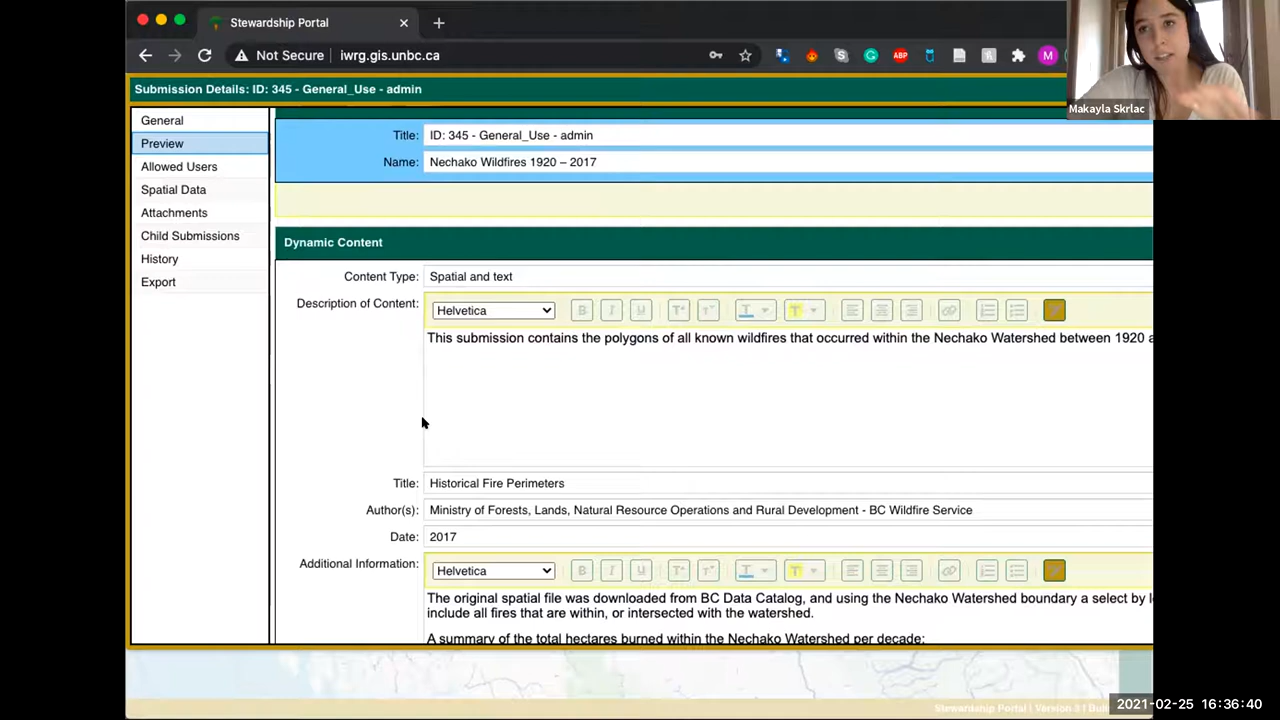 Stewardship Portal
Not Secure | iwrg.gis.unbc.ca
ABP
M
Makayla Skrlac
Submission Details: ID: 345 - General_Use - admin
General
Preview
Allowed Users
Spatial Data
Attachments
Child Submissions
History
Export
Title: ID: 345 - General_Use - admin
Name: Nechako Wildfires 1920 – 2017
Dynamic Content
Content Type: Spatial and text
Description of Content: Helvetica B I U T+ T- T T
This submission contains the polygons of all known wildfires that occurred within the Nechako Watershed between 1920 a
Title: Historical Fire Perimeters
Author(s): Ministry of Forests, Lands, Natural Resource Operations and Rural Development - BC Wildfire Service
Date: 2017
Additional Information: Helvetica B I U T+ T- T T
The original spatial file was downloaded from BC Data Catalog, and using the Nechako Watershed boundary a select by l
include all fires that are within, or intersected with the watershed.
A summary of the total hectares burned within the Nechako Watershed per decade:
Stewardship Portal | Version
2021-02-25 16:36:40